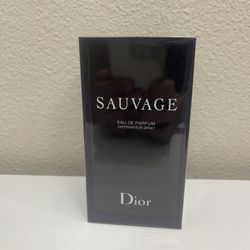 SAUVAGE
EAU DE PARFUM
VAPORISATEUR SPRAY
Dior